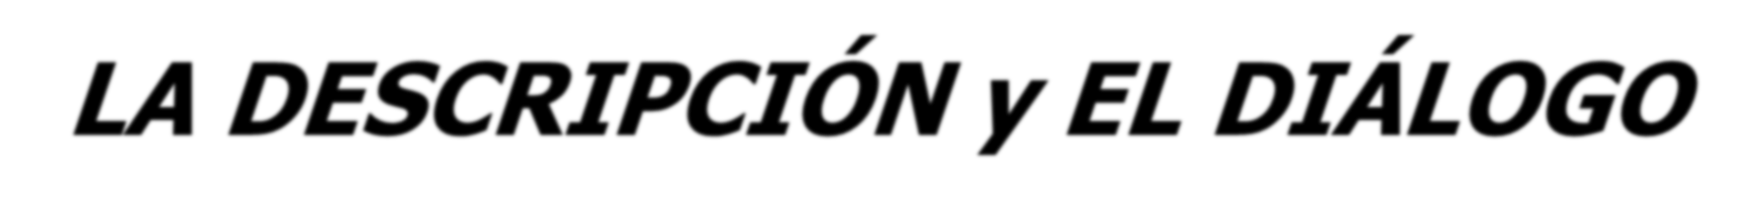 LA DESCRIPCIÓN y EL DIÁLOGO